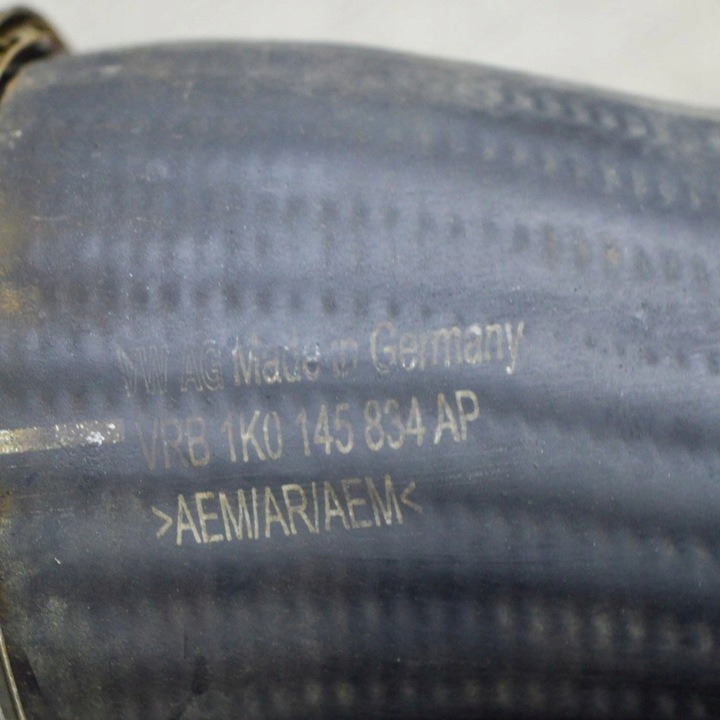 VW AG Made in Germany
VRB 1K0 145 834 AP
>AEM/AR/AEM<